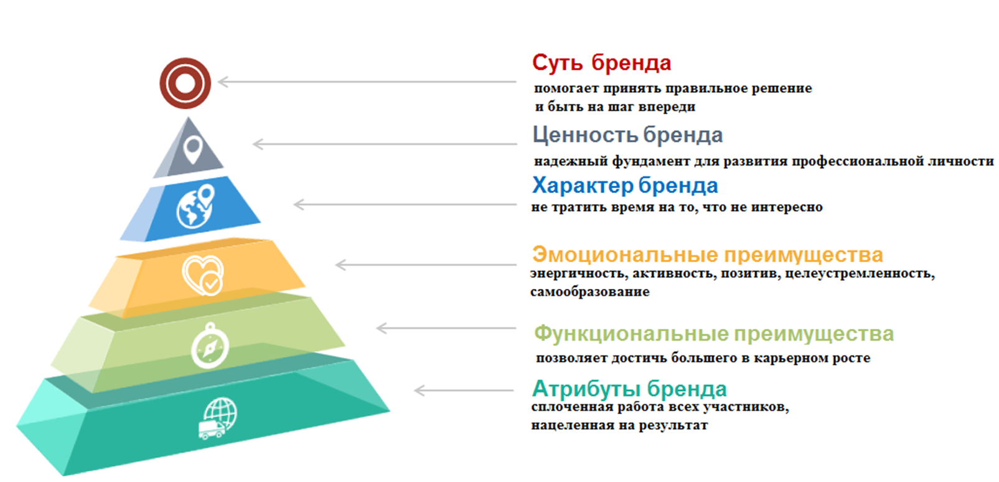 Суть бренда
помогает принять правильное решение
и быть на шаг впереди
Ценность бренда
надежный фундамент для развития профессиональной личности
Характер бренда
не тратить время на то, что не интересно
Эмоциональные преимущества
энергичность, активность, позитив, целеустремленность,
самообразование
Функциональные преимущества
позволяет достичь большего в карьерном росте
Атрибуты бренда
сплоченная работа всех участников,
нацеленная на результат